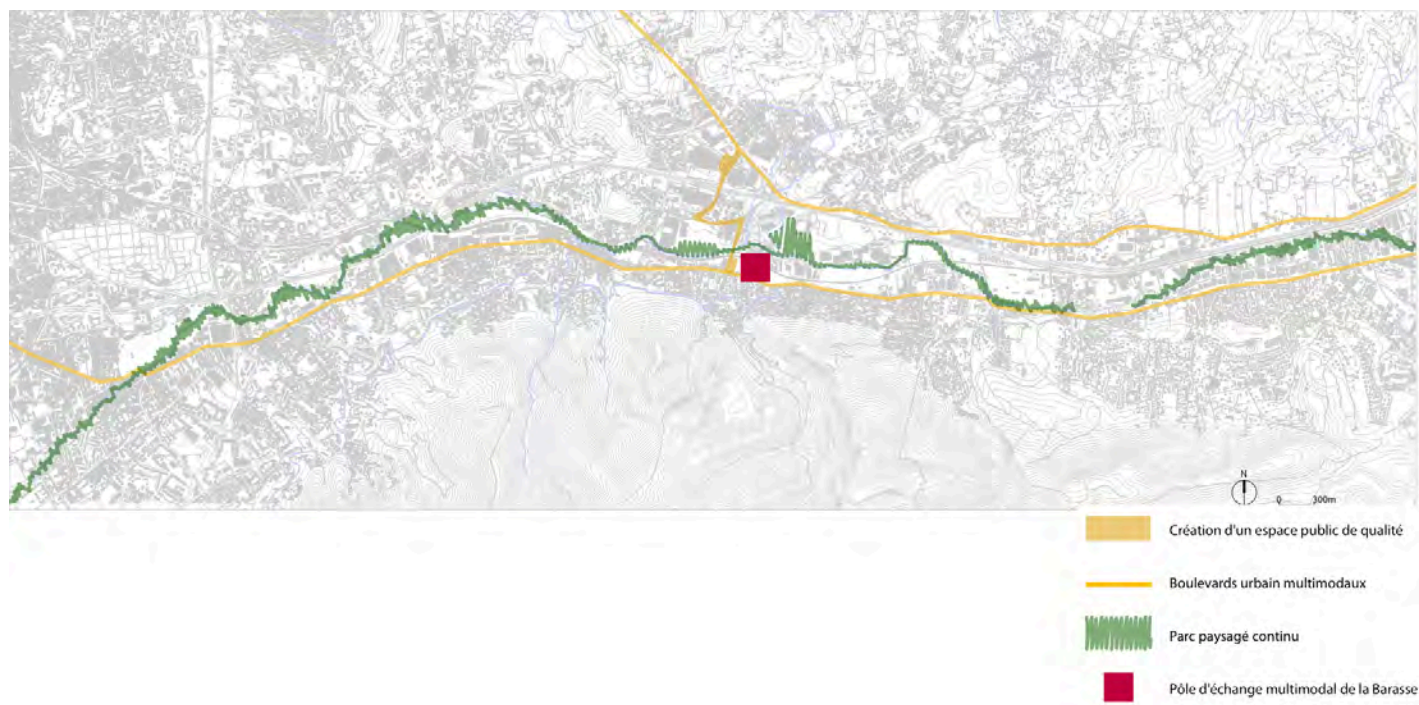 N
0 300m
Création d'un espace public de qualité
Boulevards urbain multimodaux
Parc paysagé continu
Pôle d'échange multimodal de la Barasse